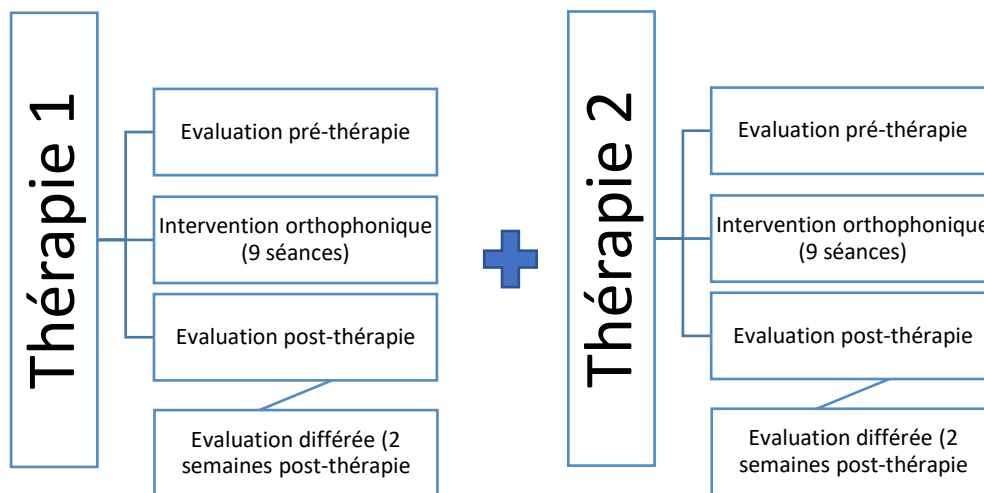 Thérapie 1
Evaluation pré-thérapie
Intervention orthophonique
(9 séances)
Evaluation post-thérapie
Evaluation différée (2
semaines post-thérapie
Thérapie 2
Evaluation pré-thérapie
Intervention orthophonique
(9 séances)
Evaluation post-thérapie
Evaluation différée (2
semaines post-thérapie